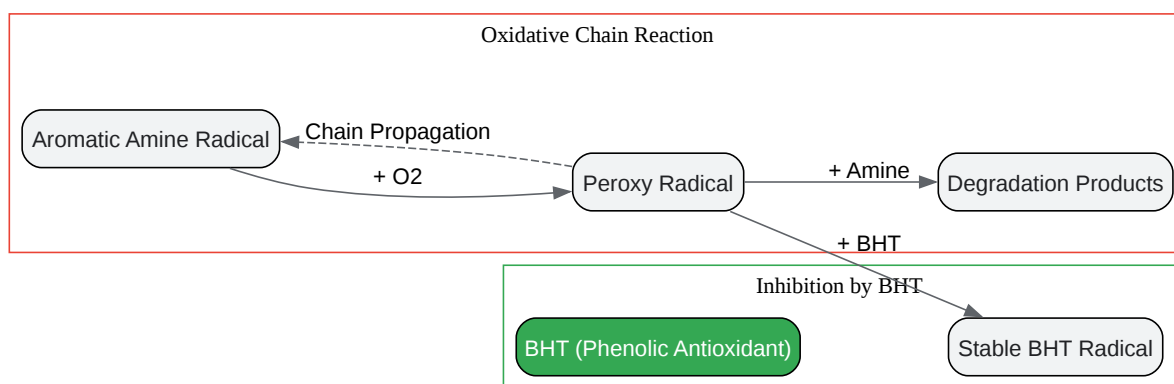 Oxidative Chain Reaction
Aromatic Amine Radical
Chain Propagation
+ O2
Peroxy Radical
+ Amine
Degradation Products
+ BHT
Inhibition by BHT
BHT (Phenolic Antioxidant)
Stable BHT Radical